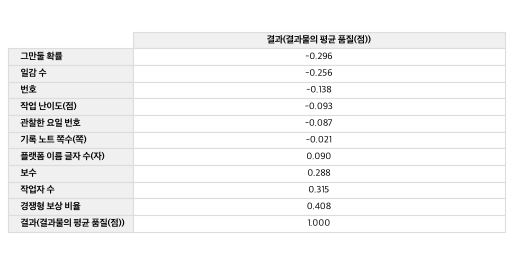 결과(결과물의 평균 품질(점))
그만둘 확률 -0.296
일감 수 -0.256
번호 -0.138
작업 난이도(점) -0.093
관찰한 요일 번호 -0.087
기록 노트 쪽수(쪽) -0.021
플랫폼 이름 글자 수(자) 0.090
보수 0.288
작업자 수 0.315
경쟁형 보상 비율 0.408
결과(결과물의 평균 품질(점)) 1.000